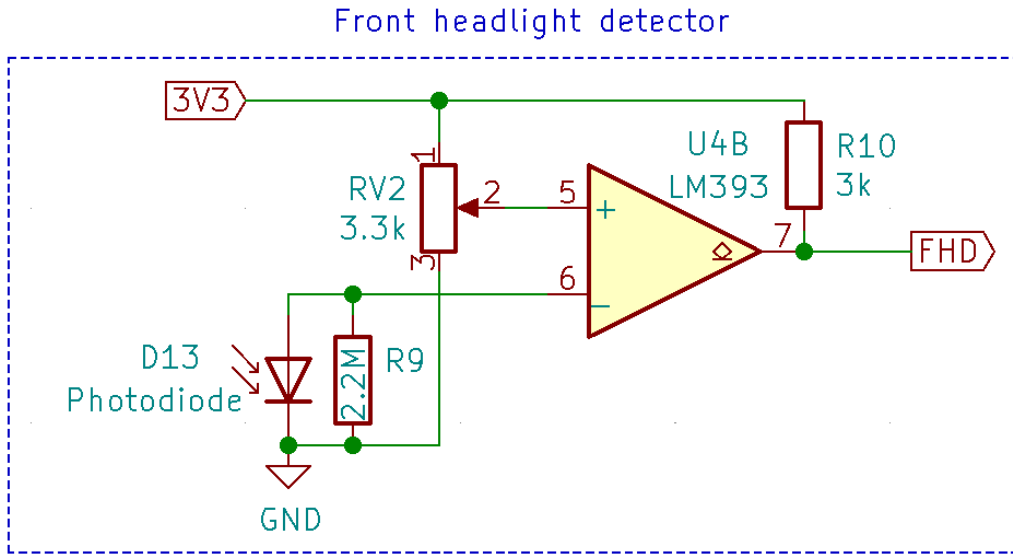 Front headlight detector
3V3
1
RV2
3.3k
2
3
5
+
6
−
U4B
LM393
7
R10
3k
FHD
D13
Photodiode
R9
2.2M
GND